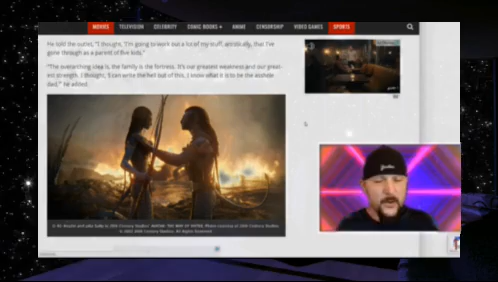 MOVIES TELEVISION CELEBRITY COMIC BOOKS ANIME CENSORSHIP VIDEO GAMES SPORTS
He told the outlet, "I thought, 'I'm going to work out a lot of my stuff, artistically, that I've
gone through as a parent of five kids,'"
"The overarching idea is, the family is the fortress. It's our greatest weakness and our great-
est strength. I thought, 'I can write the hell out of this. I know what it is to be the asshole
dad,'" he added.